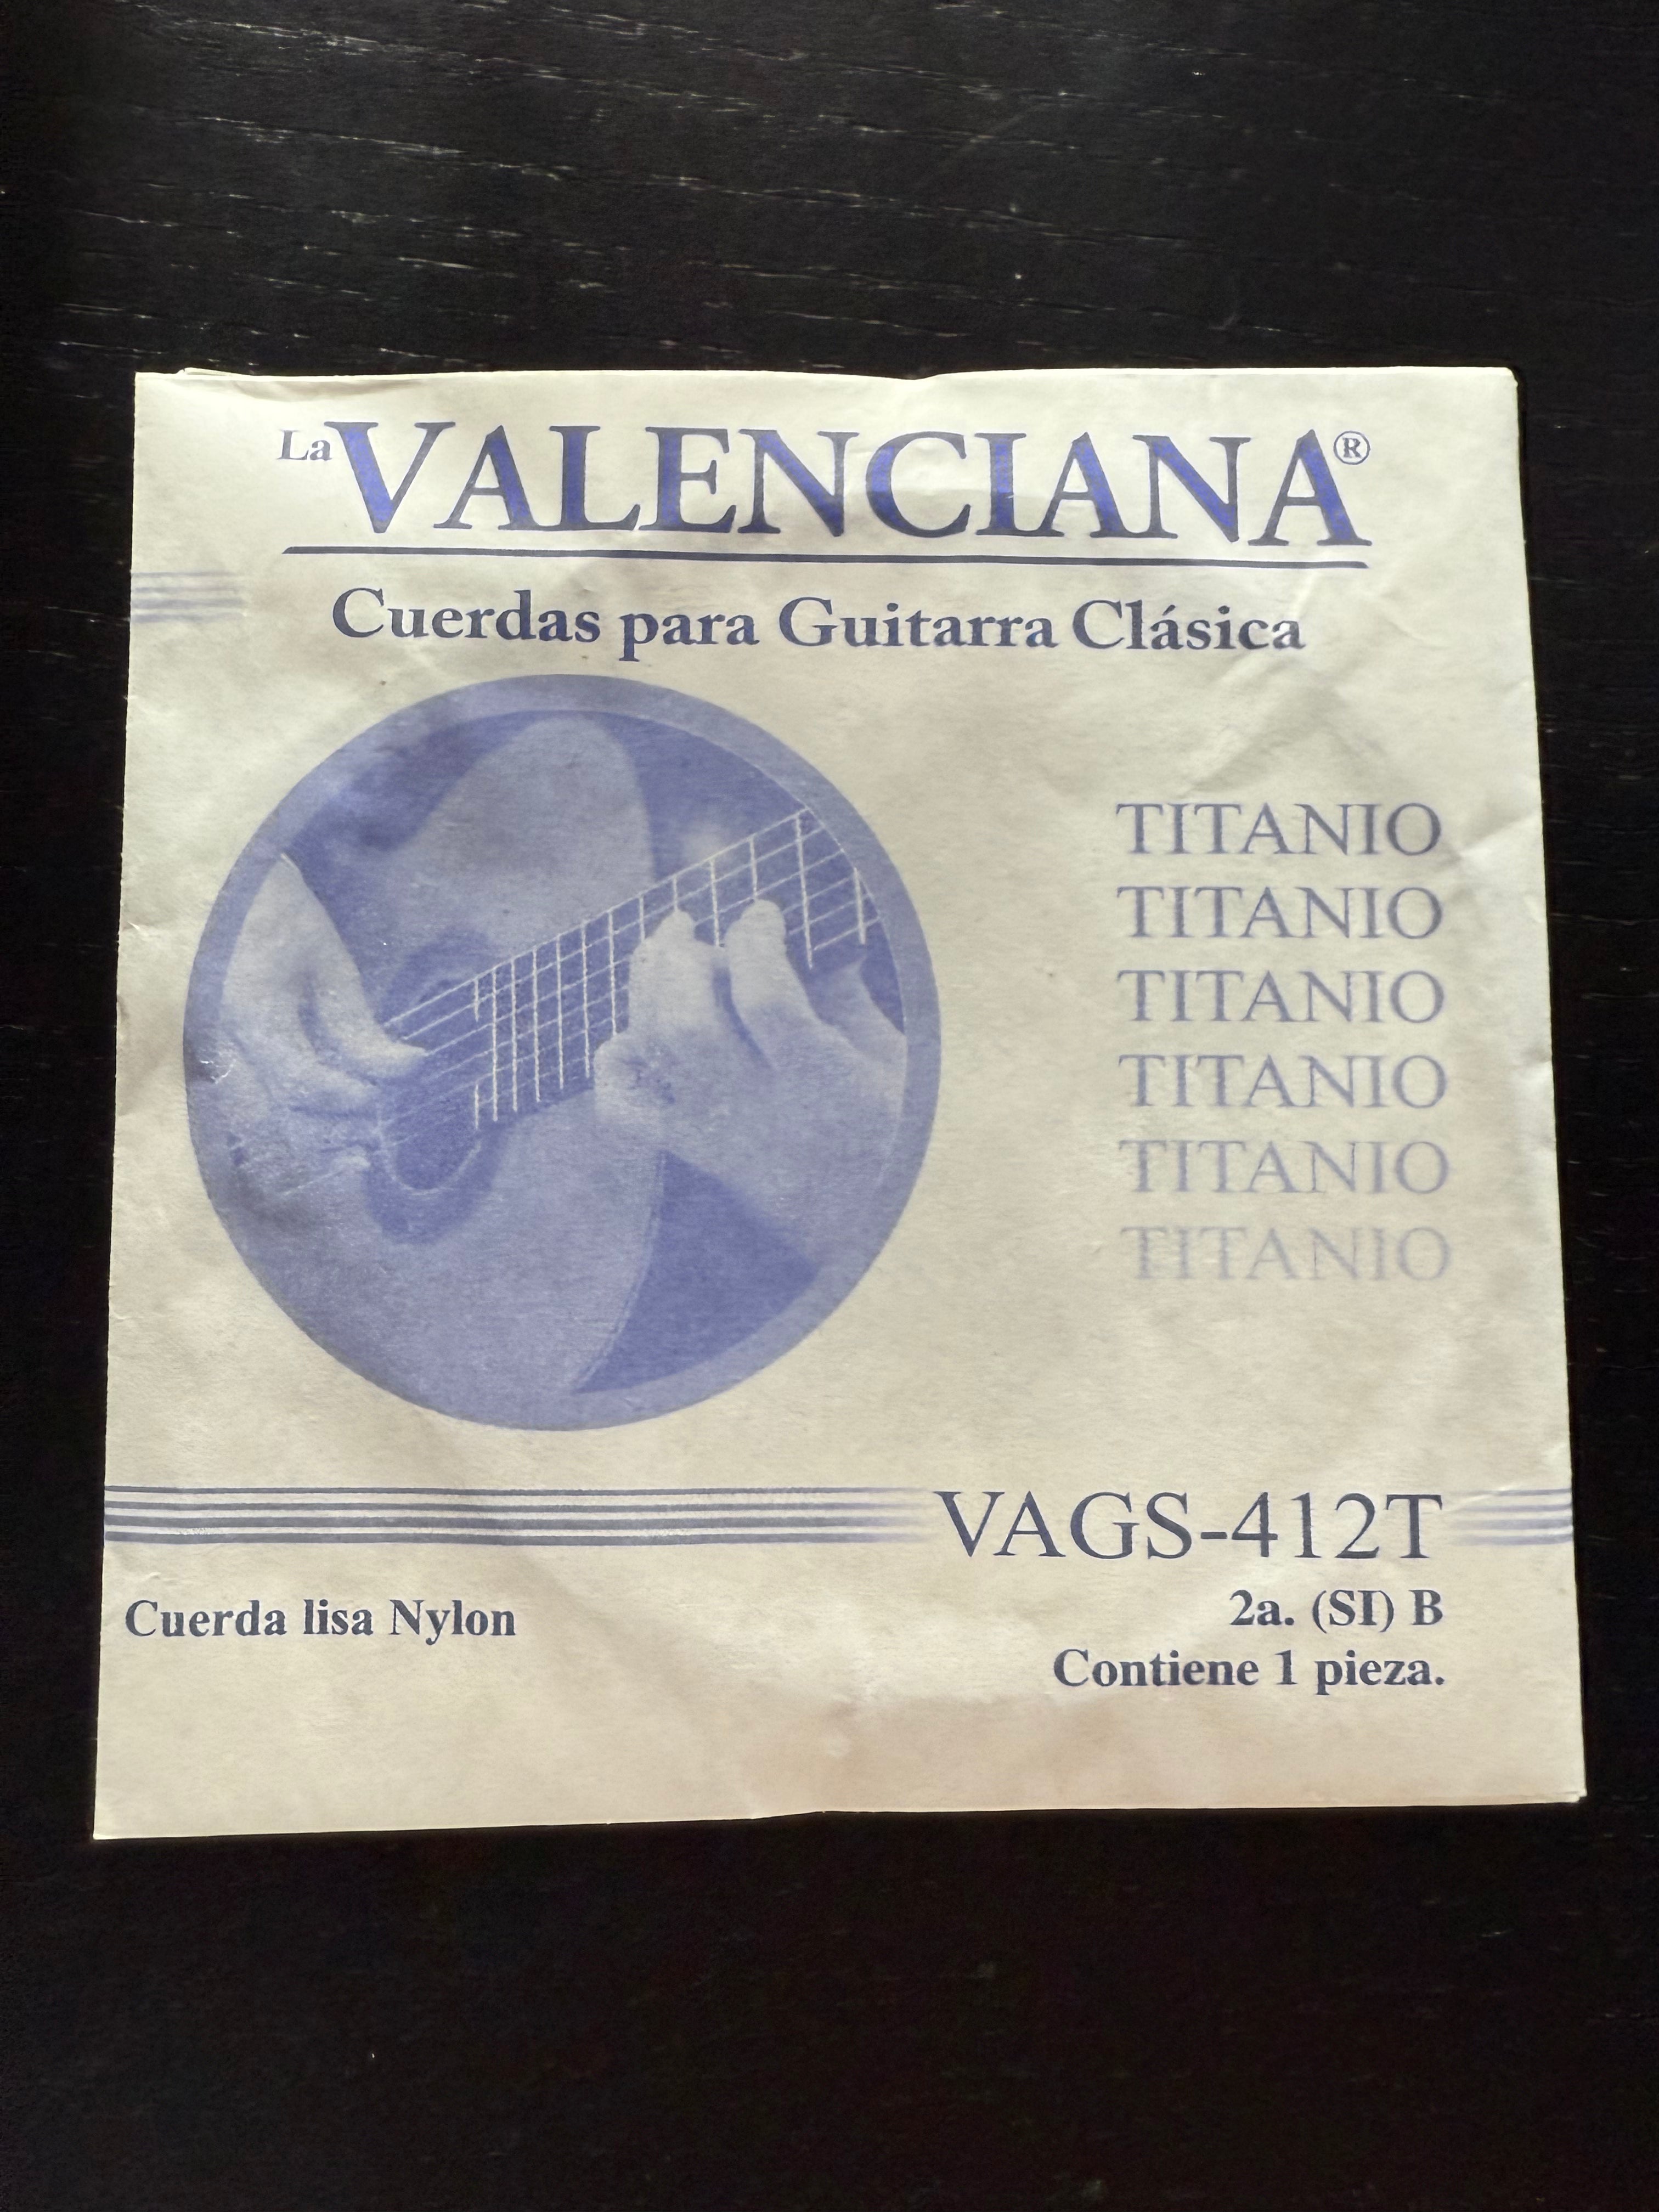 La VALENCIANA®
Cuerdas para Guitarra Clásica
TITANIO
TITANIO
TITANIO
TITANIO
TITANIO
TITANIO
VAGS-412T
Cuerda lisa Nylon
2a. (SI) B
Contiene 1 pieza.